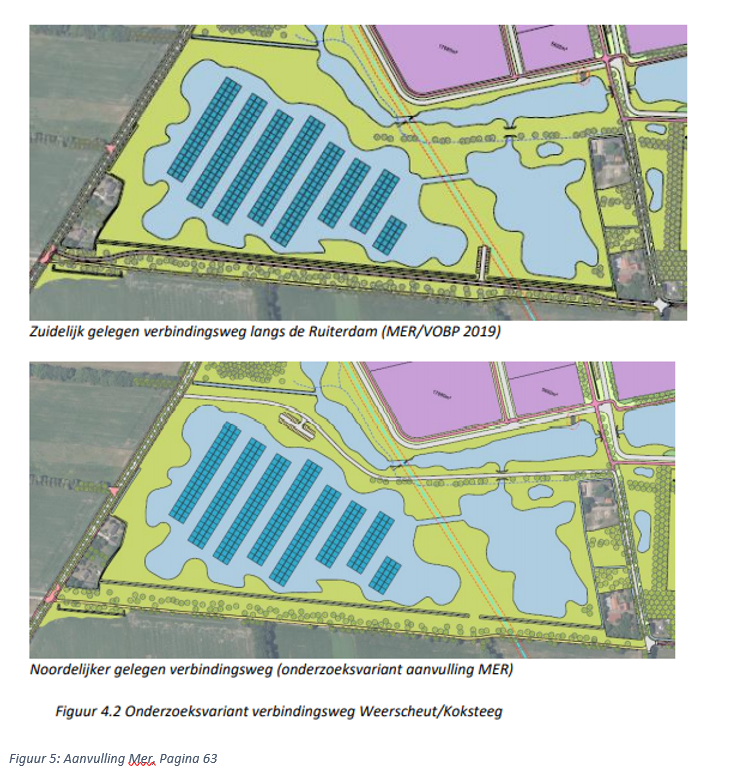 Zuidelijk gelegen verbindingsweg langs de Ruiterdam (MER/VOBP 2019)
Noordelijker gelegen verbindingsweg (onderzoeksvariant aanvulling MER)
Figuur 4.2 Onderzoeksvariant verbindingsweg Weerscheut/Koksteeg
Figuur 5: Aanvulling Mer, Pagina 63